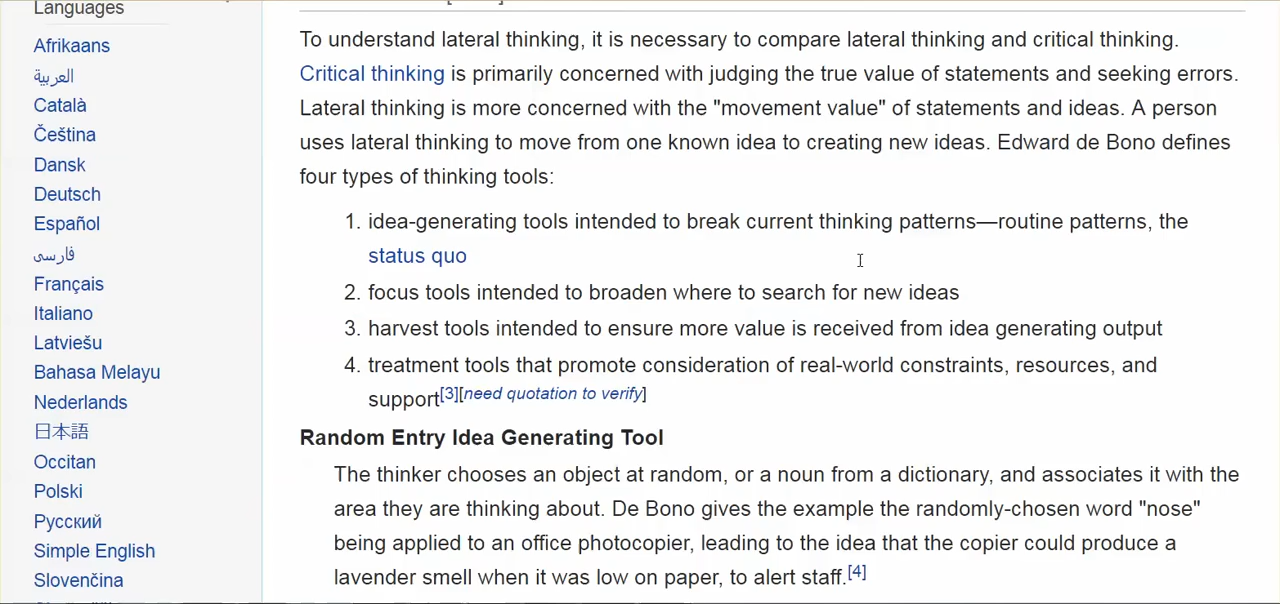 Languages
Afrikaans
العربية
Català
Čeština
Dansk
Deutsch
Español
فارسی
Français
Italiano
Latviešu
Bahasa Melayu
Nederlands
日本語
Occitan
Polski
Русский
Simple English
Slovenčina
To understand lateral thinking, it is necessary to compare lateral thinking and critical thinking.
Critical thinking is primarily concerned with judging the true value of statements and seeking errors.
Lateral thinking is more concerned with the "movement value" of statements and ideas. A person
uses lateral thinking to move from one known idea to creating new ideas. Edward de Bono defines
four types of thinking tools:
1. idea-generating tools intended to break current thinking patterns—routine patterns, the
status quo
2. focus tools intended to broaden where to search for new ideas
3. harvest tools intended to ensure more value is received from idea generating output
4. treatment tools that promote consideration of real-world constraints, resources, and
support[3][need quotation to verify]
Random Entry Idea Generating Tool
The thinker chooses an object at random, or a noun from a dictionary, and associates it with the
area they are thinking about. De Bono gives the example the randomly-chosen word "nose"
being applied to an office photocopier, leading to the idea that the copier could produce a
lavender smell when it was low on paper, to alert staff.[4]